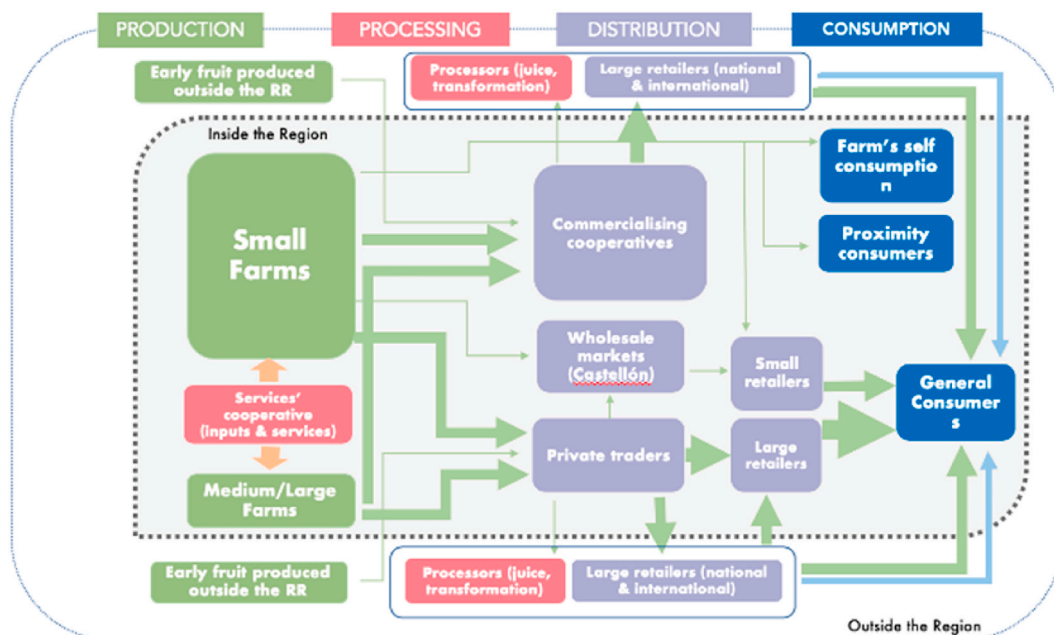 PRODUCTION
PROCESSING
DISTRIBUTION
CONSUMPTION
Early fruit produced
outside the RR
Processors (juice,
transformation)
Large retailers (national
& international)
Inside the Region
Small
Farms
Commercialising
cooperatives
Farm's self
consumptio
n
Proximity
consumers
Wholesale
markets
(Castellón)
Small
retailers
General
Consumer
s
Services'
cooperative
(inputs & services)
Private traders
Large
retailers
Medium/Large
Farms
Early fruit produced
outside the RR
Processors (juice,
transformation)
Large retailers (national
& international)
Outside the Region